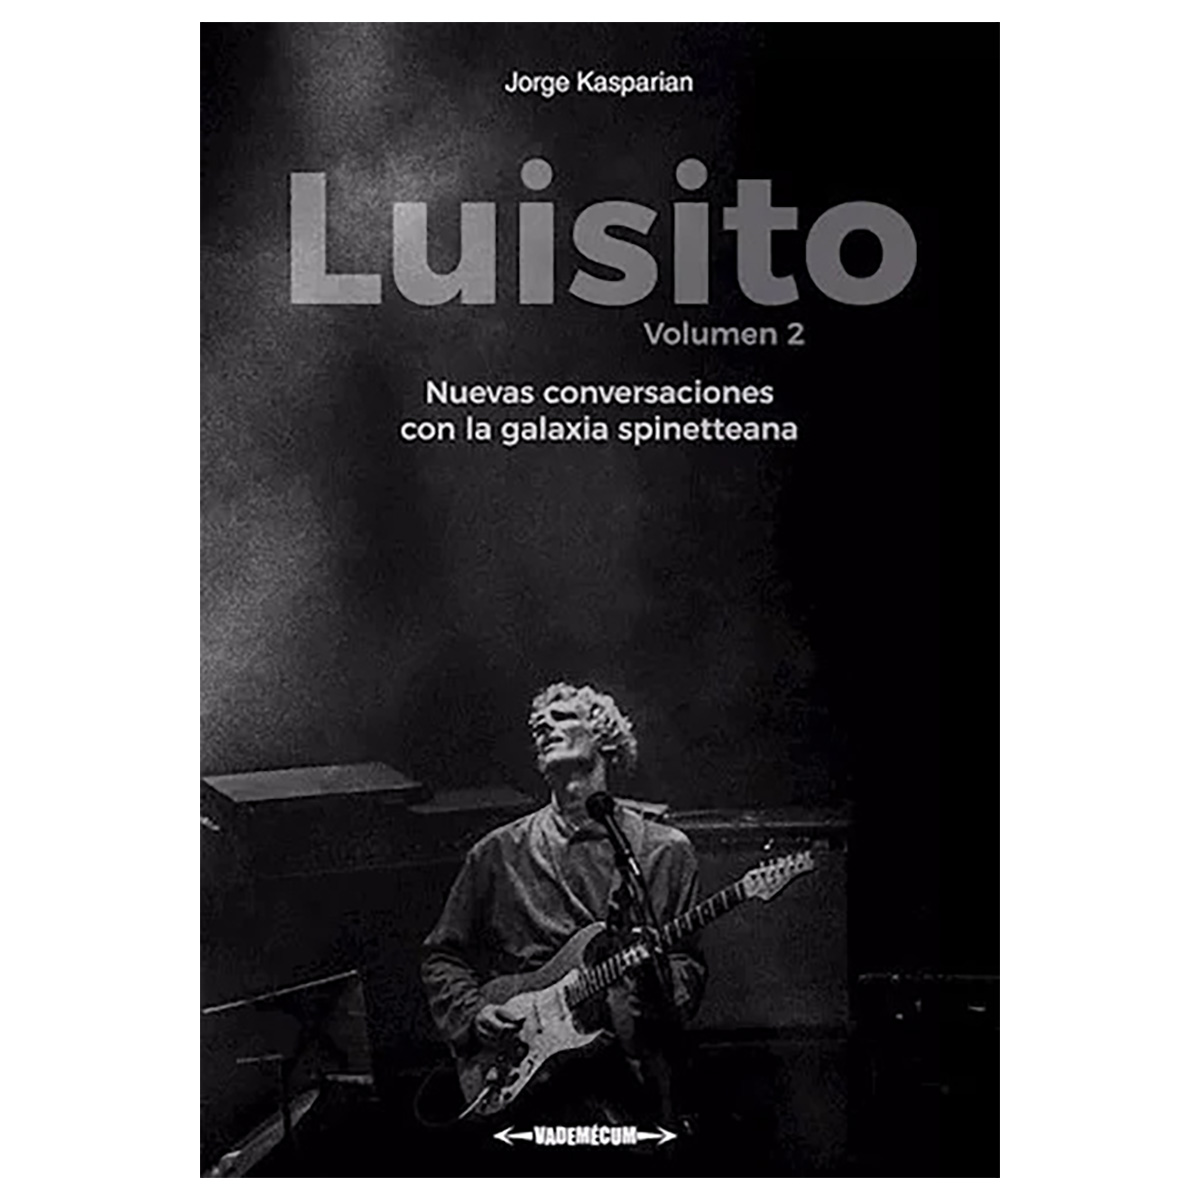 Jorge Kasparian
Luisito
Volumen 2
Nuevas conversaciones
con la galaxia spinetteana
VADEMÉCUM